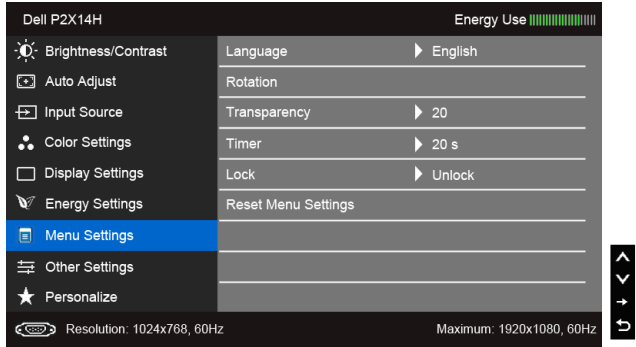 Dell P2X14H Energy Use
Brightness/Contrast Language English
Auto Adjust Rotation
Input Source Transparency 20
Color Settings Timer 20 s
Display Settings Lock Unlock
Energy Settings Reset Menu Settings
Menu Settings
Other Settings
Personalize
Resolution: 1024x768, 60Hz Maximum: 1920x1080, 60Hz